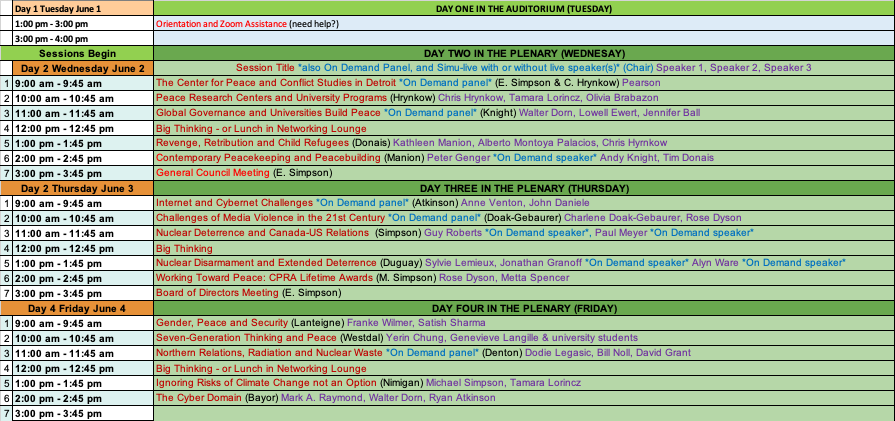 Day 1 Tuesday June 1 DAY ONE IN THE AUDITORIUM (TUESDAY)
1:00 pm - 3:00 pm Orientation and Zoom Assistance (need help?)
3:00 pm - 4:00 pm
Sessions Begin DAY TWO IN THE PLENARY (WEDNESAY)
Day 2 Wednesday June 2 Session Title *also On Demand Panel, and Simu-live with or without live speaker(s)* (Chair) Speaker 1, Speaker 2, Speaker 3
1 9:00 am - 9:45 am The Center for Peace and Conflict Studies in Detroit *On Demand panel* (E. Simpson & C. Hrynkow) Pearson
2 10:00 am - 10:45 am Peace Research Centers and University Programs (Hrynkow) Chris Hrynkow, Tamara Lorincz, Olivia Brabazon
3 11:00 am - 11:45 am Global Governance and Universities Build Peace *On Demand panel* (Knight) Walter Dorn, Lowell Ewert, Jennifer Ball
4 12:00 pm - 12:45 pm Big Thinking - or Lunch in Networking Lounge
5 1:00 pm - 1:45 pm Revenge, Retribution and Child Refugees (Donais) Kathleen Manion, Alberto Montoya Palacios, Chris Hyrnkow
6 2:00 pm - 2:45 pm Contemporary Peacekeeping and Peacebuilding (Manion) Peter Genger *On Demand speaker* Andy Knight, Tim Donais
7 3:00 pm - 3:45 pm General Council Meeting (E. Simpson)
Day 2 Thursday June 3 DAY THREE IN THE PLENARY (THURSDAY)
1 9:00 am - 9:45 am Internet and Cybernet Challenges *On Demand panel* (Atkinson) Anne Venton, John Daniele
2 10:00 am - 10:45 am Challenges of Media Violence in the 21st Century *On Demand panel* (Doak-Gebaurer) Charlene Doak-Gebaurer, Rose Dyson
3 11:00 am - 11:45 am Nuclear Deterrence and Canada-US Relations (Simpson) Guy Roberts *On Demand speaker*, Paul Meyer *On Demand speaker*
4 12:00 pm - 12:45 pm Big Thinking
5 1:00 pm - 1:45 pm Nuclear Disarmament and Extended Deterrence (Duguay) Sylvie Lemieux, Jonathan Granoff *On Demand speaker* Alyn Ware *On Demand speaker*
6 2:00 pm - 2:45 pm Working Toward Peace: CPRA Lifetime Awards (M. Simpson) Rose Dyson, Metta Spencer
7 3:00 pm - 3:45 pm Board of Directors Meeting (E. Simpson)
Day 4 Friday June 4 DAY FOUR IN THE PLENARY (FRIDAY)
1 9:00 am - 9:45 am Gender, Peace and Security (Lanteigne) Franke Wilmer, Satish Sharma
2 10:00 am - 10:45 am Seven-Generation Thinking and Peace (Westdal) Yerin Chung, Genevieve Langille & university students
3 11:00 am - 11:45 am Northern Relations, Radiation and Nuclear Waste *On Demand panel* (Denton) Dodie Legasic, Bill Noll, David Grant
4 12:00 pm - 12:45 pm Big Thinking - or Lunch in Networking Lounge
5 1:00 pm - 1:45 pm Ignoring Risks of Climate Change not an Option (Nimigan) Michael Simpson, Tamara Lorincz
6 2:00 pm - 2:45 pm The Cyber Domain (Bayor) Mark A. Raymond, Walter Dorn, Ryan Atkinson
7 3:00 pm - 3:45 pm